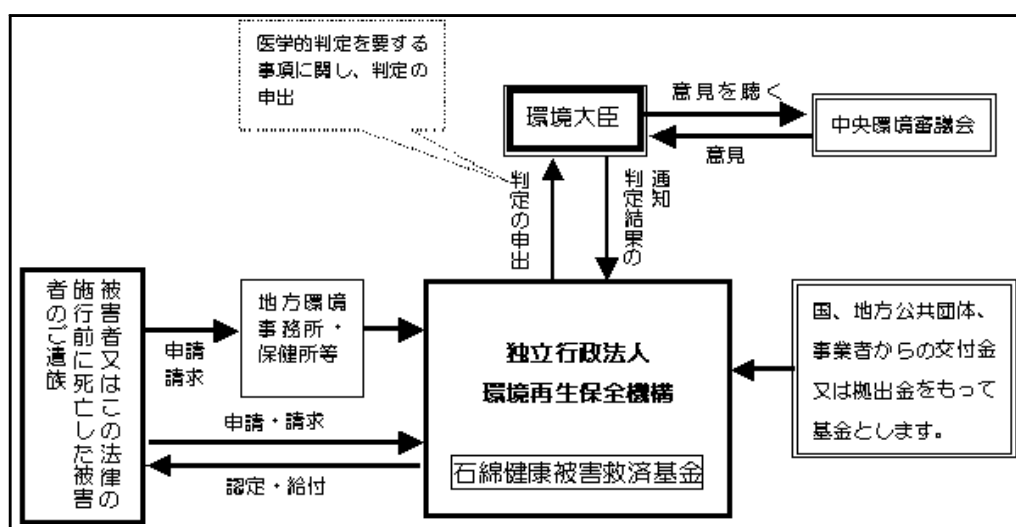 医学的判定を要する
事項に関し、判定の
申出
環境大臣
意見を聴く
意見
中央環境審議会
判定の申出
通知
判定結果の
被害者又はこの法律の
施行前に死亡した被害
者のご遺族
申請
請求
地方環境
事務所・
保健所等
独立行政法人
環境再生保全機構
石綿健康被害救済基金
国、地方公共団体、
事業者からの交付金
又は拠出金をもって
基金とします。
申請・請求
認定・給付